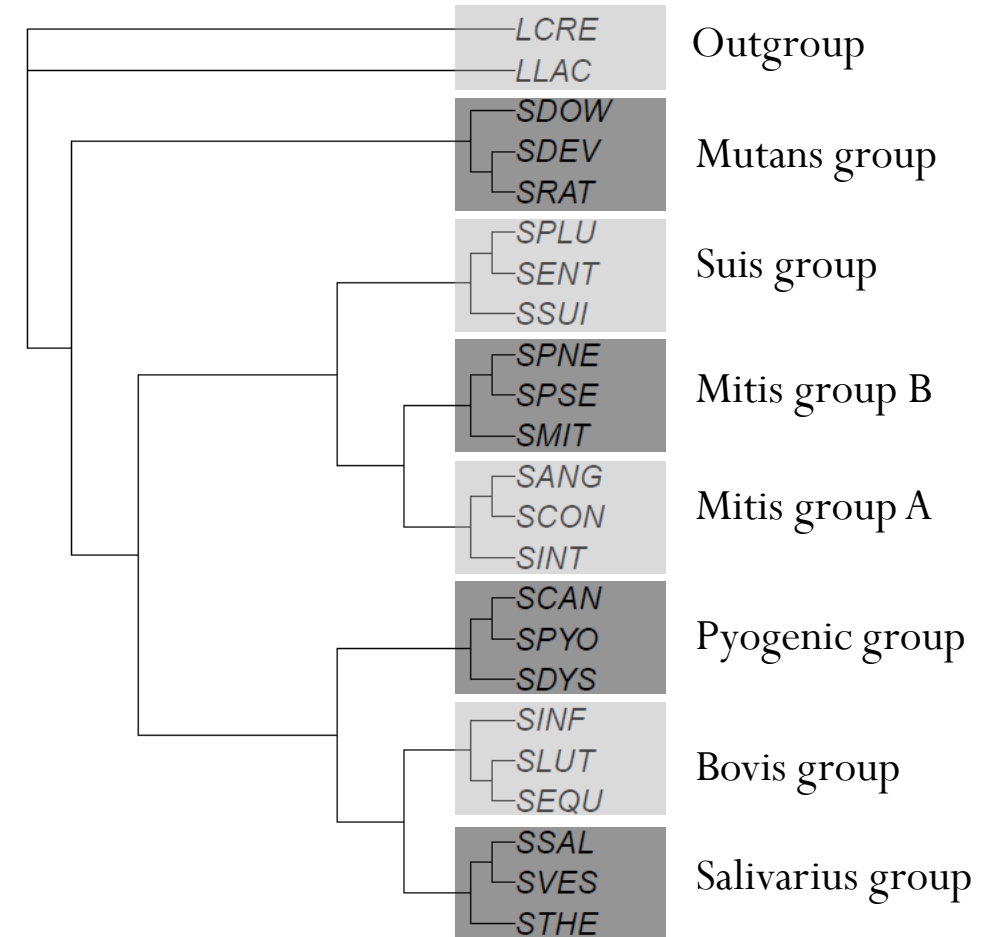 LCRE
LLAC
Outgroup
SDOW
SDEV
SRAT
Mutans group
SPLU
SENT
SSUI
Suis group
SPNE
SPSE
SMIT
Mitis group B
SANG
SCON
SINT
Mitis group A
SCAN
SPYO
SDYS
Pyogenic group
SINF
SLUT
SEQU
Bovis group
SSAL
SVES
STHE
Salivarius group